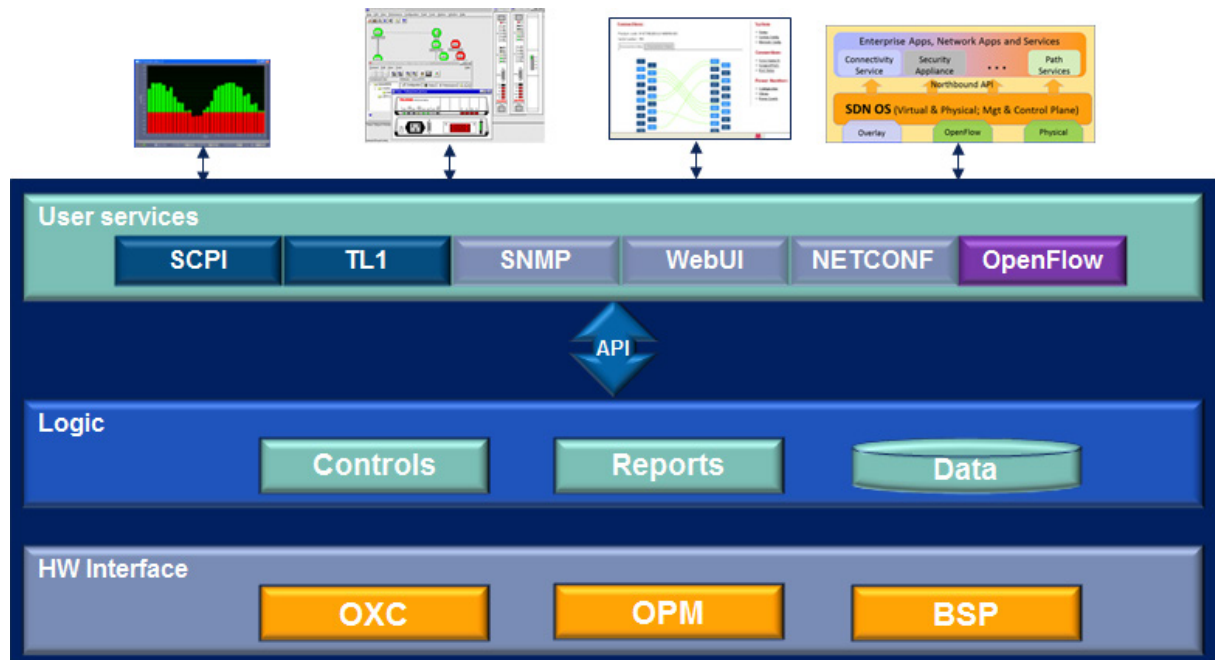 Enterprise Apps, Network Apps and Services
Connectivity Service
Security Appliance
• • •
Path Services
Northbound API
SDN OS (Virtual & Physical; Mgt & Control Plane)
Overlay
OpenFlow
Physical
User services
SCPI
TL1
SNMP
WebUI
NETCONF
OpenFlow
API
Logic
Controls
Reports
Data
HW Interface
OXC
OPM
BSP